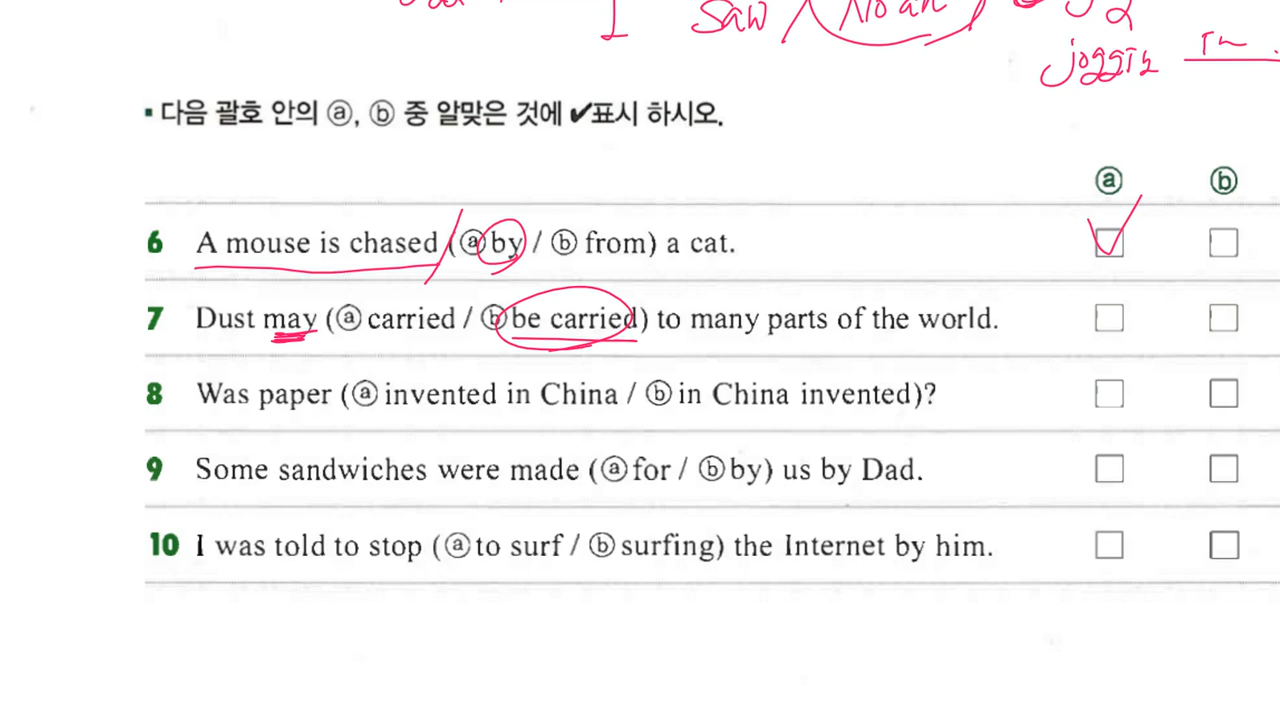 saw
▪ 다음 괄호 안의 ⓐ, ⓑ 중 알맞은 것에 ✔표시 하시오.
ⓐ ⓑ
6 A mouse is chased (ⓐ by / ⓑ from) a cat.
7 Dust may (ⓐ carried / ⓑ be carried) to many parts of the world.
8 Was paper (ⓐ invented in China / ⓑ in China invented)?
9 Some sandwiches were made (ⓐ for / ⓑ by) us by Dad.
10 I was told to stop (ⓐ to surf / ⓑ surfing) the Internet by him.